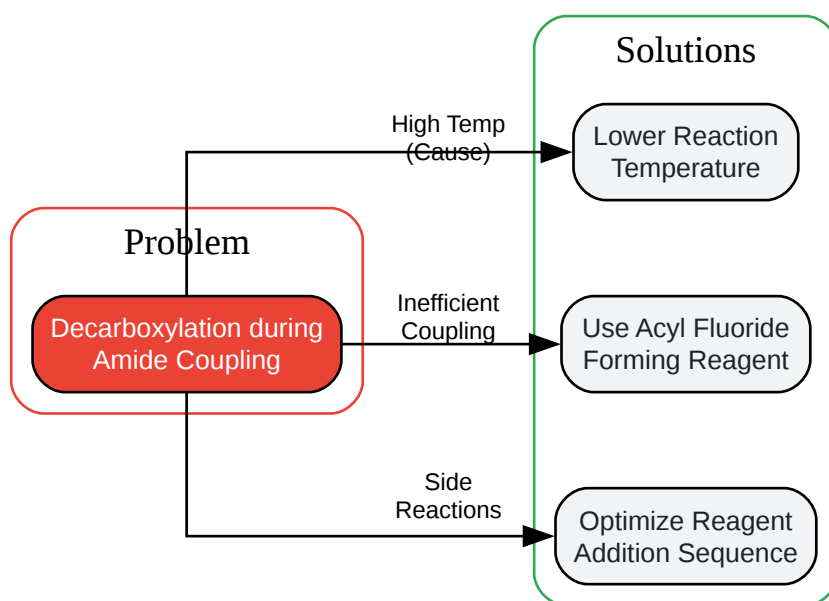 Solutions
High Temp
(Cause)
Lower Reaction
Temperature
Problem
Decarboxylation during
Amide Coupling
Inefficient
Coupling
Use Acyl Fluoride
Forming Reagent
Side
Reactions
Optimize Reagent
Addition Sequence